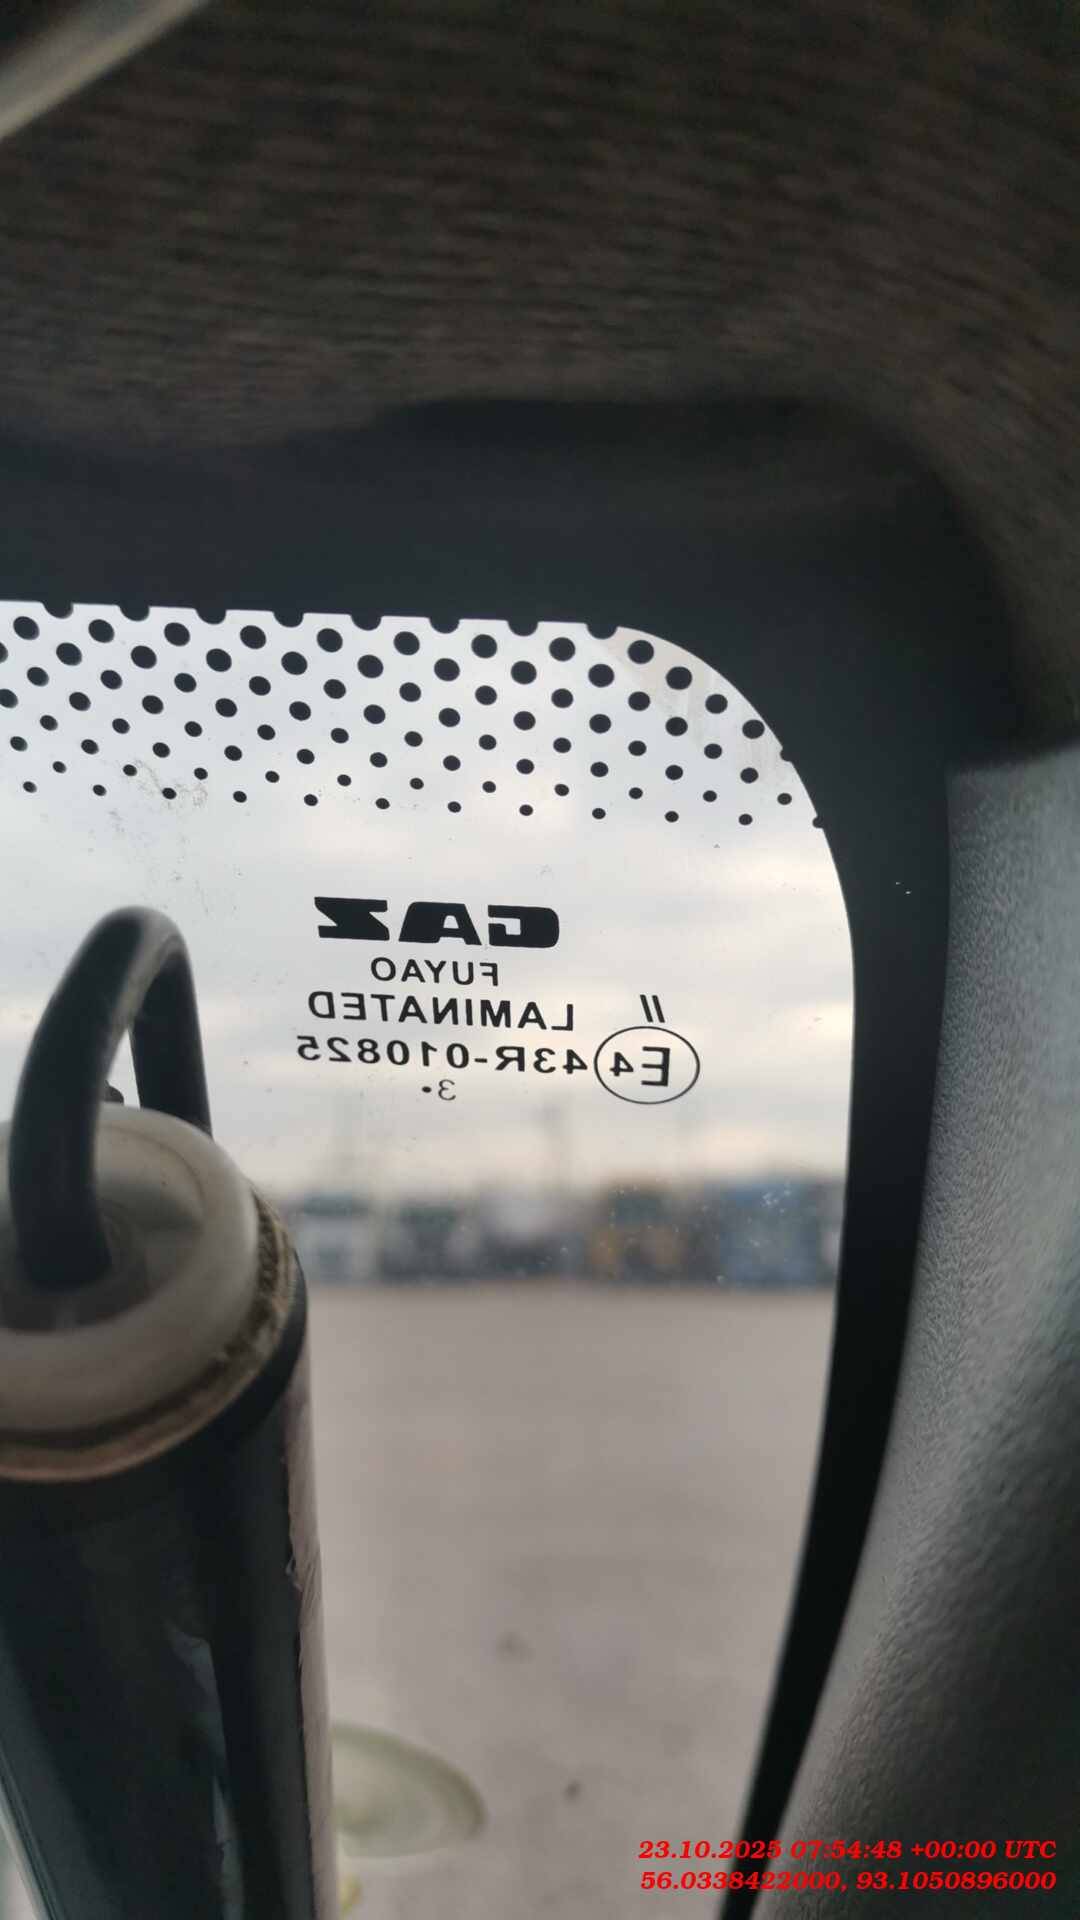 GAZ
FUYAO
//
LAMINATED
E4 43R-010825
3•
23.10.2025 07:54:48 +00:00 UTC
56.0338422000, 93.1050896000